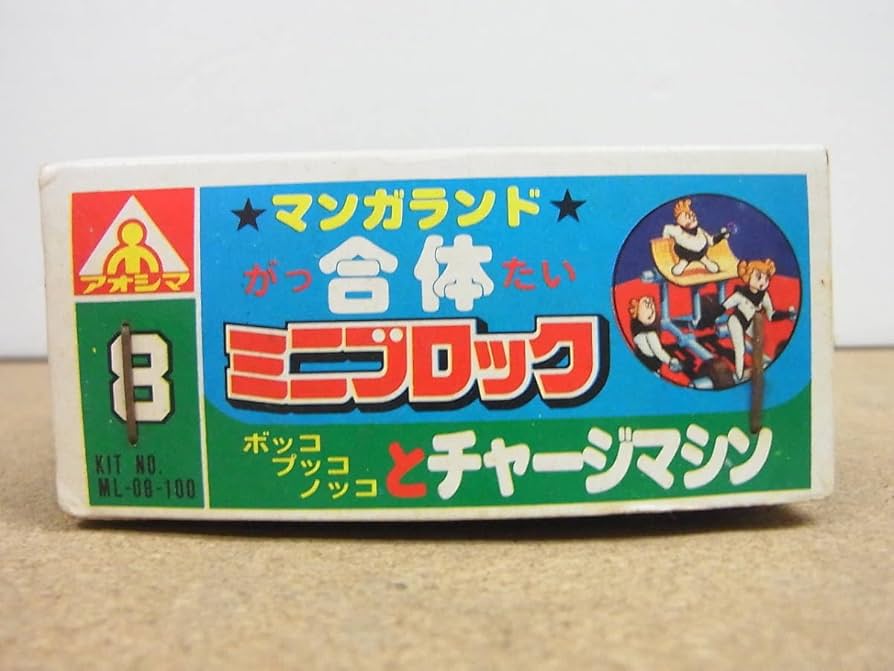 アオシマ
8
KIT NO.
ML-08-100
★マンガランド★
がっ合体たい
ミニブロック
ボッコ
プッコ
ノッコ
とチャージマシン